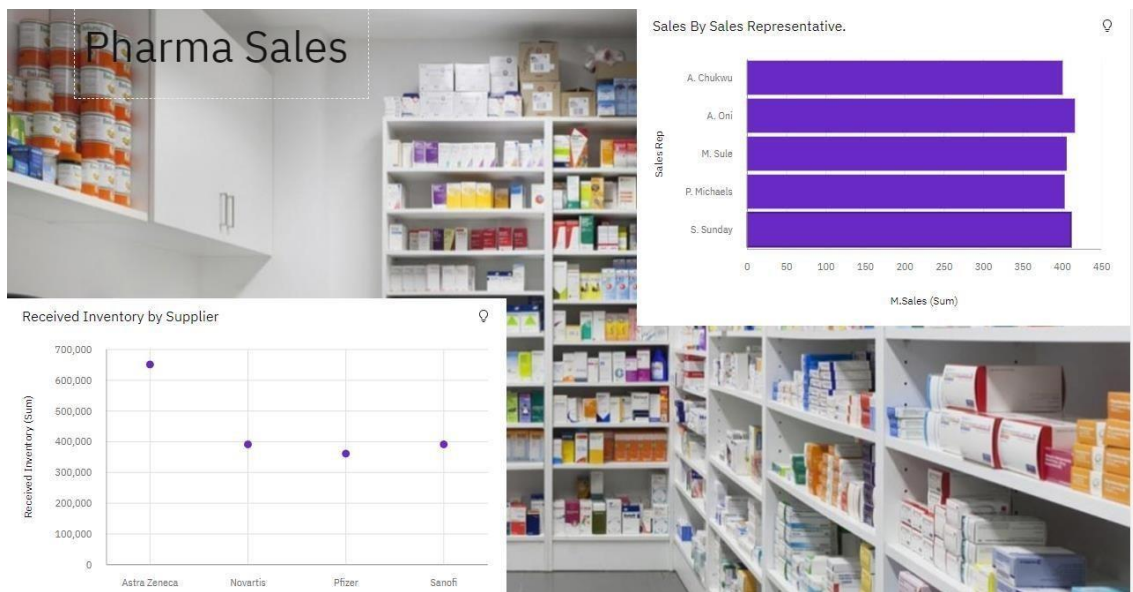 Pharma Sales
Sales By Sales Representative.
Sales Rep
A. Chukwu
A. Oni
M. Sule
P. Michaels
S. Sunday
0 50 100 150 200 250 300 350 400 450
M.Sales (Sum)
Received Inventory by Supplier
Received Inventory (Sum)
700,000
600,000
500,000
400,000
300,000
200,000
100,000
0
Astra Zeneca Novartis Pfizer Sanofi